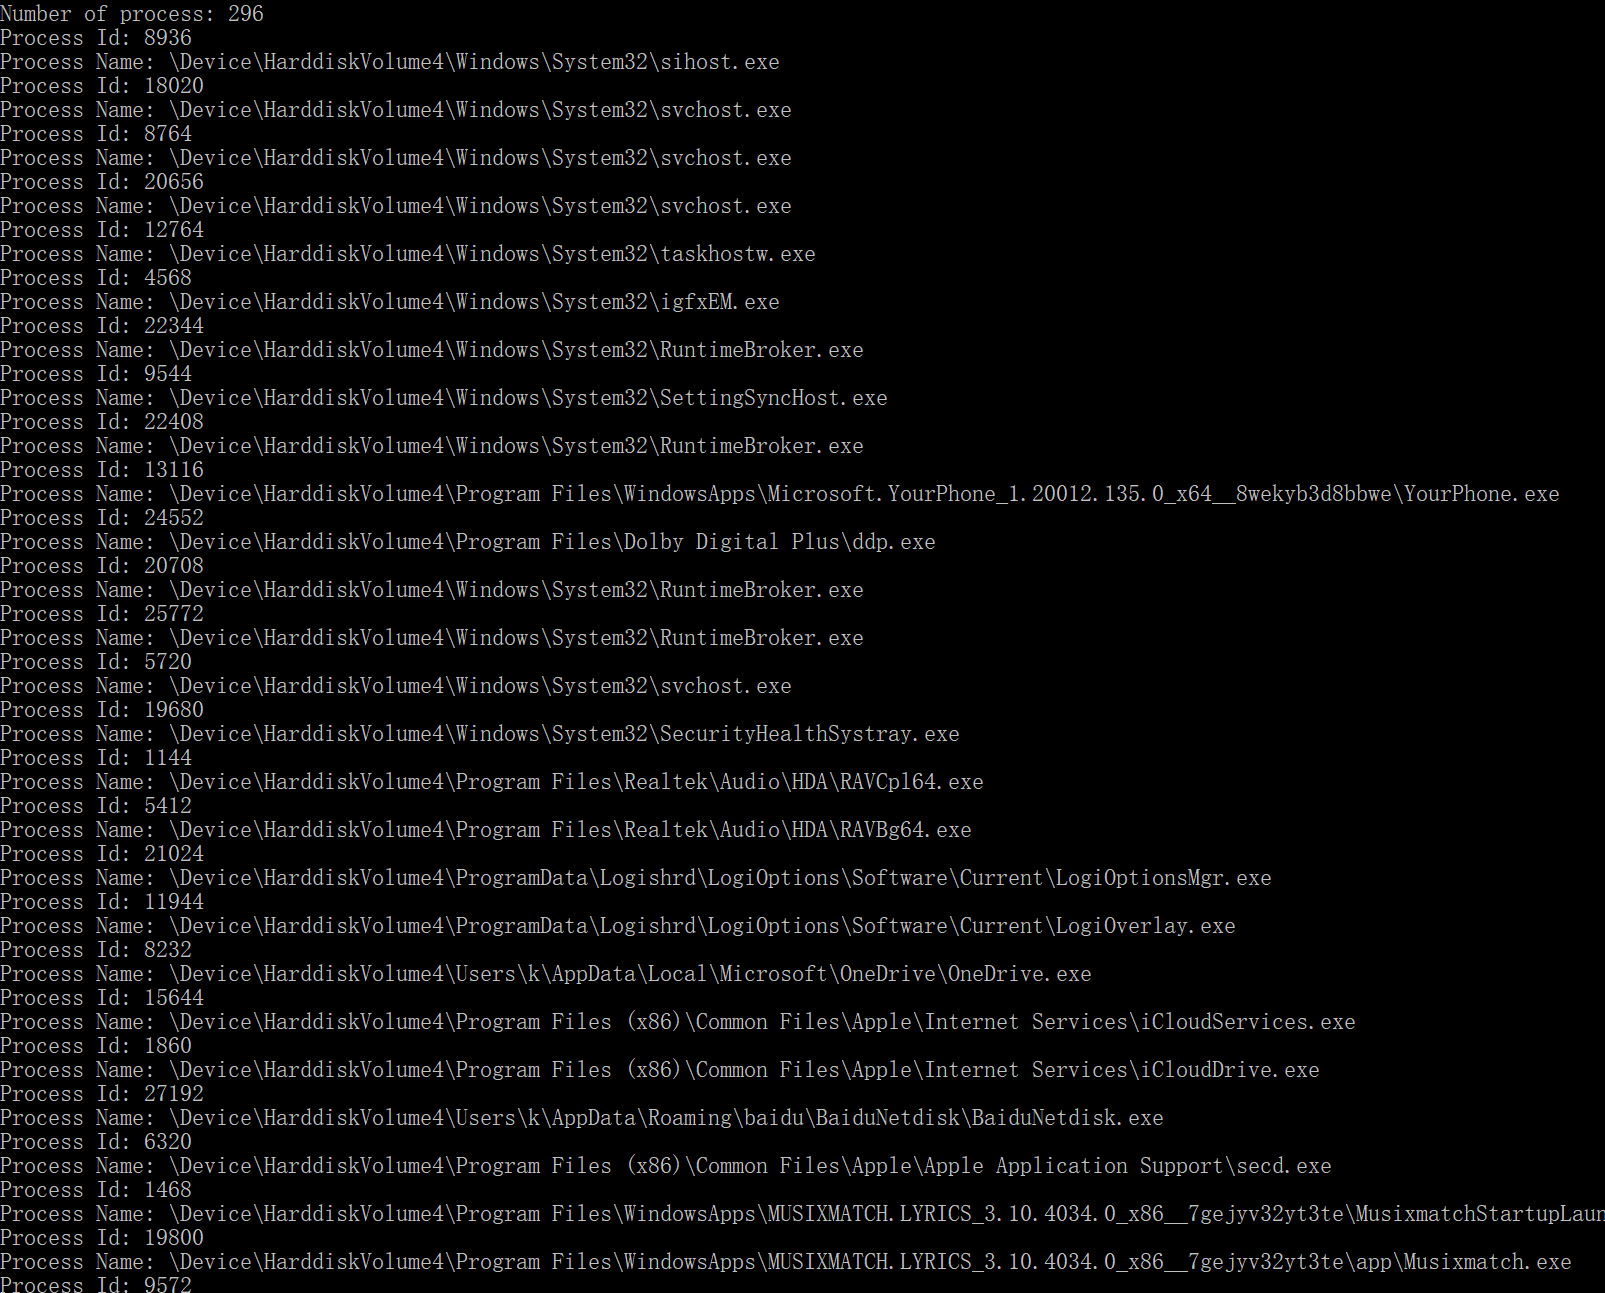 Number of process: 296
Process Id: 8936
Process Name: \Device\HarddiskVolume4\Windows\System32\sihost.exe
Process Id: 18020
Process Name: \Device\HarddiskVolume4\Windows\System32\svchost.exe
Process Id: 8764
Process Name: \Device\HarddiskVolume4\Windows\System32\svchost.exe
Process Id: 20656
Process Name: \Device\HarddiskVolume4\Windows\System32\svchost.exe
Process Id: 12764
Process Name: \Device\HarddiskVolume4\Windows\System32\taskhostw.exe
Process Id: 4568
Process Name: \Device\HarddiskVolume4\Windows\System32\igfxEM.exe
Process Id: 22344
Process Name: \Device\HarddiskVolume4\Windows\System32\RuntimeBroker.exe
Process Id: 9544
Process Name: \Device\HarddiskVolume4\Windows\System32\SettingSyncHost.exe
Process Id: 22408
Process Name: \Device\HarddiskVolume4\Windows\System32\RuntimeBroker.exe
Process Id: 13116
Process Name: \Device\HarddiskVolume4\Program Files\WindowsApps\Microsoft.YourPhone_1.20012.135.0_x64__8wekyb3d8bbwe\YourPhone.exe
Process Id: 24552
Process Name: \Device\HarddiskVolume4\Program Files\Dolby Digital Plus\ddp.exe
Process Id: 20708
Process Name: \Device\HarddiskVolume4\Windows\System32\RuntimeBroker.exe
Process Id: 25772
Process Name: \Device\HarddiskVolume4\Windows\System32\RuntimeBroker.exe
Process Id: 5720
Process Name: \Device\HarddiskVolume4\Windows\System32\svchost.exe
Process Id: 19680
Process Name: \Device\HarddiskVolume4\Windows\System32\SecurityHealthSystray.exe
Process Id: 1144
Process Name: \Device\HarddiskVolume4\Program Files\Realtek\Audio\HDA\RAVCpl64.exe
Process Id: 5412
Process Name: \Device\HarddiskVolume4\Program Files\Realtek\Audio\HDA\RAVBg64.exe
Process Id: 21024
Process Name: \Device\HarddiskVolume4\ProgramData\Logishrd\LogiOptions\Software\Current\LogiOptionsMgr.exe
Process Id: 11944
Process Name: \Device\HarddiskVolume4\ProgramData\Logishrd\LogiOptions\Software\Current\LogiOverlay.exe
Process Id: 8232
Process Name: \Device\HarddiskVolume4\Users\k\AppData\Local\Microsoft\OneDrive\OneDrive.exe
Process Id: 15644
Process Name: \Device\HarddiskVolume4\Program Files (x86)\Common Files\Apple\Internet Services\iCloudServices.exe
Process Id: 1860
Process Name: \Device\HarddiskVolume4\Program Files (x86)\Common Files\Apple\Internet Services\iCloudDrive.exe
Process Id: 27192
Process Name: \Device\HarddiskVolume4\Users\k\AppData\Roaming\baidu\BaiduNetdisk\BaiduNetdisk.exe
Process Id: 6320
Process Name: \Device\HarddiskVolume4\Program Files (x86)\Common Files\Apple\Apple Application Support\secd.exe
Process Id: 1468
Process Name: \Device\HarddiskVolume4\Program Files\WindowsApps\MUSIXMATCH.LYRICS_3.10.4034.0_x86__7gejyv32yt3te\MusixmatchStartupLaun
Process Id: 19800
Process Name: \Device\HarddiskVolume4\Program Files\WindowsApps\MUSIXMATCH.LYRICS_3.10.4034.0_x86__7gejyv32yt3te\app\Musixmatch.exe
Process Id: 9572